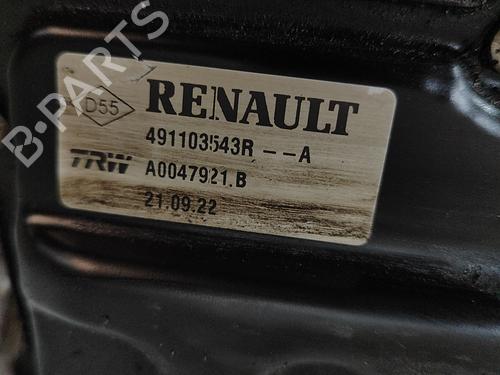 B-PARTS
D55
RENAULT
491103543R --A
TRW A0047921.B
21.09.22